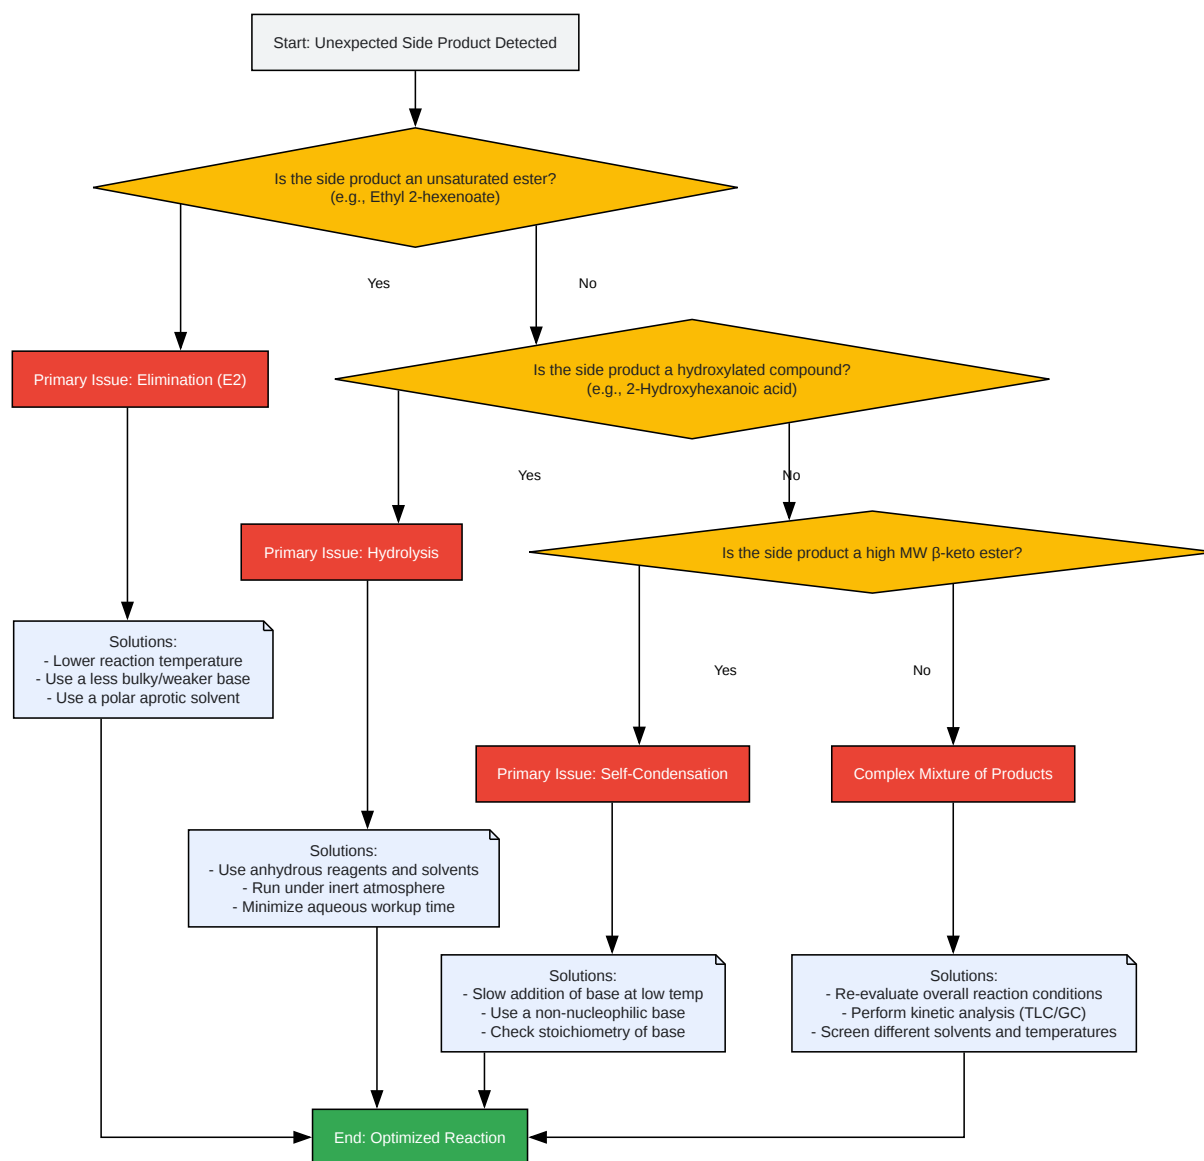 Start: Unexpected Side Product Detected
Is the side product an unsaturated ester?
(e.g., Ethyl 2-hexenoate)
Yes
No
Primary Issue: Elimination (E2)
Is the side product a hydroxylated compound?
(e.g., 2-Hydroxyhexanoic acid)
Yes
No
Primary Issue: Hydrolysis
Is the side product a high MW β-keto ester?
Solutions:
- Lower reaction temperature
- Use a less bulky/weaker base
- Use a polar aprotic solvent
Yes
No
Primary Issue: Self-Condensation
Complex Mixture of Products
Solutions:
- Use anhydrous reagents and solvents
- Run under inert atmosphere
- Minimize aqueous workup time
Solutions:
- Slow addition of base at low temp
- Use a non-nucleophilic base
- Check stoichiometry of base
Solutions:
- Re-evaluate overall reaction conditions
- Perform kinetic analysis (TLC/GC)
- Screen different solvents and temperatures
End: Optimized Reaction